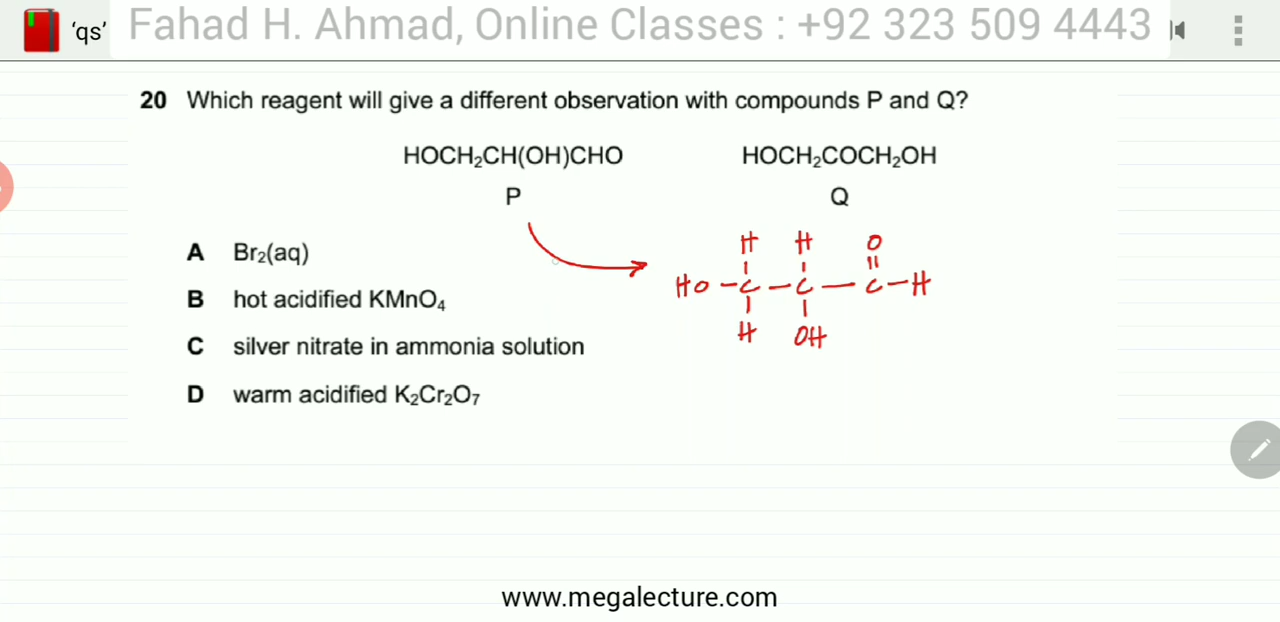 'qs' Fahad H. Ahmad, Online Classes : +92 323 509 4443
20 Which reagent will give a different observation with compounds P and Q?
HOCH₂CH(OH)CHO HOCH₂COCH₂OH
P Q
A Br₂(aq)
B hot acidified KMnO₄
C silver nitrate in ammonia solution
D warm acidified K₂Cr₂O₇
H H O
HO-C-C-C-H
H OH
www.megalecture.com